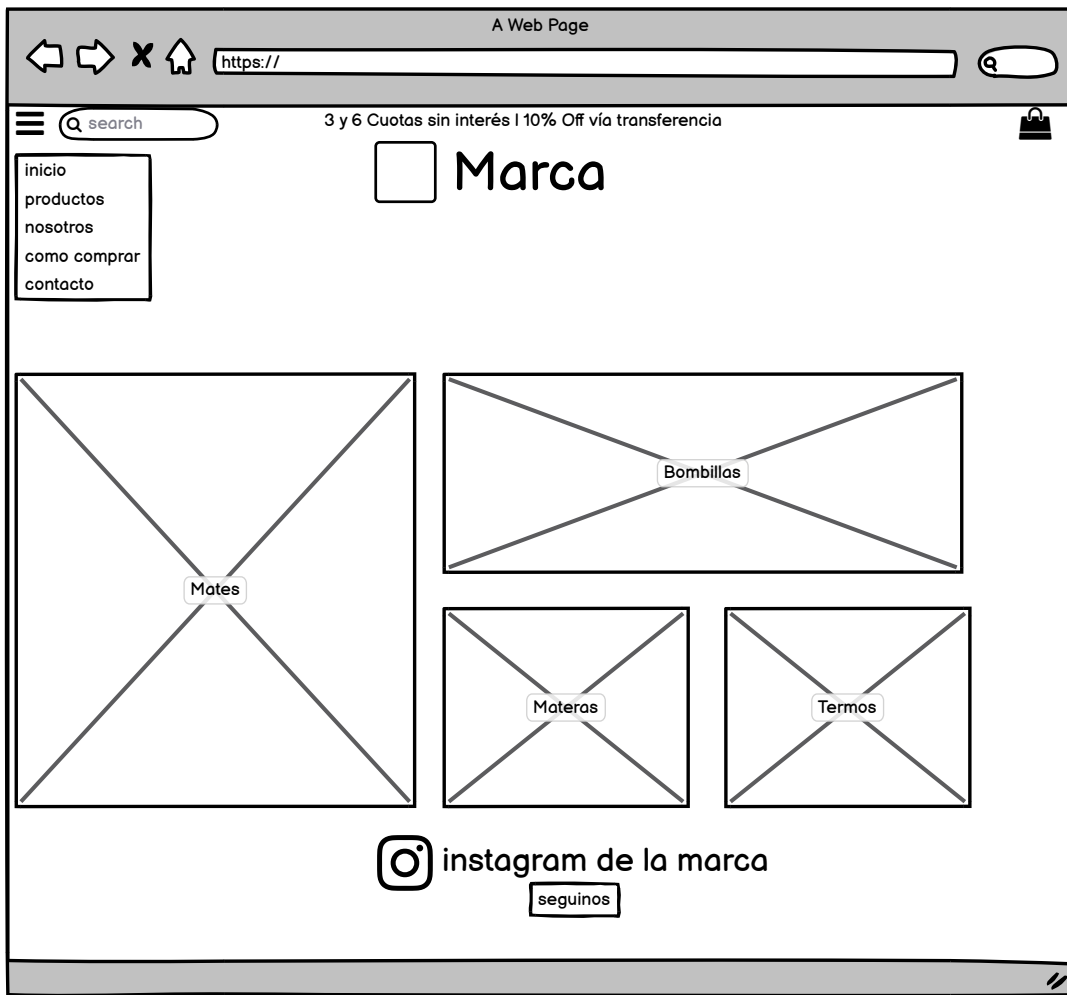 A Web Page
https://
search
3 y 6 Cuotas sin interés | 10% Off vía transferencia
Marca
inicio
productos
nosotros
como comprar
contacto
Bombillas
Mates
Materas
Termos
instagram de la marca
seguinos